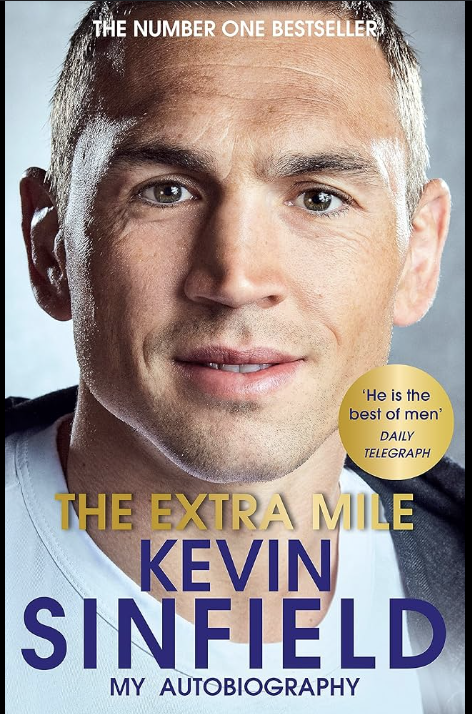 THE NUMBER ONE BESTSELLER
'He is the
best of men'
DAILY
TELEGRAPH
THE EXTRA MILE
KEVIN
SINFIELD
MY AUTOBIOGRAPHY